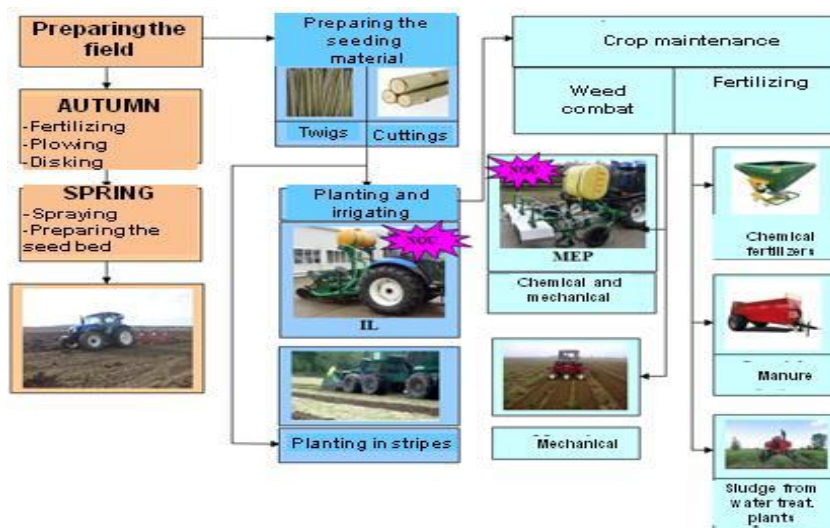 Preparing the
field
AUTUMN
-Fertilizing
-Plowing
-Disking
SPRING
-Spraying
-Preparing the
seed bed
Preparing the
seeding
material
Twigs
Cuttings
Planting and
irrigating
NOU
IL
Planting in stripes
Crop maintenance
Weed
combat
Fertilizing
NOU
MEP
Chemical and
mechanical
Mechanical
Chemical
fertilizers
Manure
Sludge from
water treat.
plants